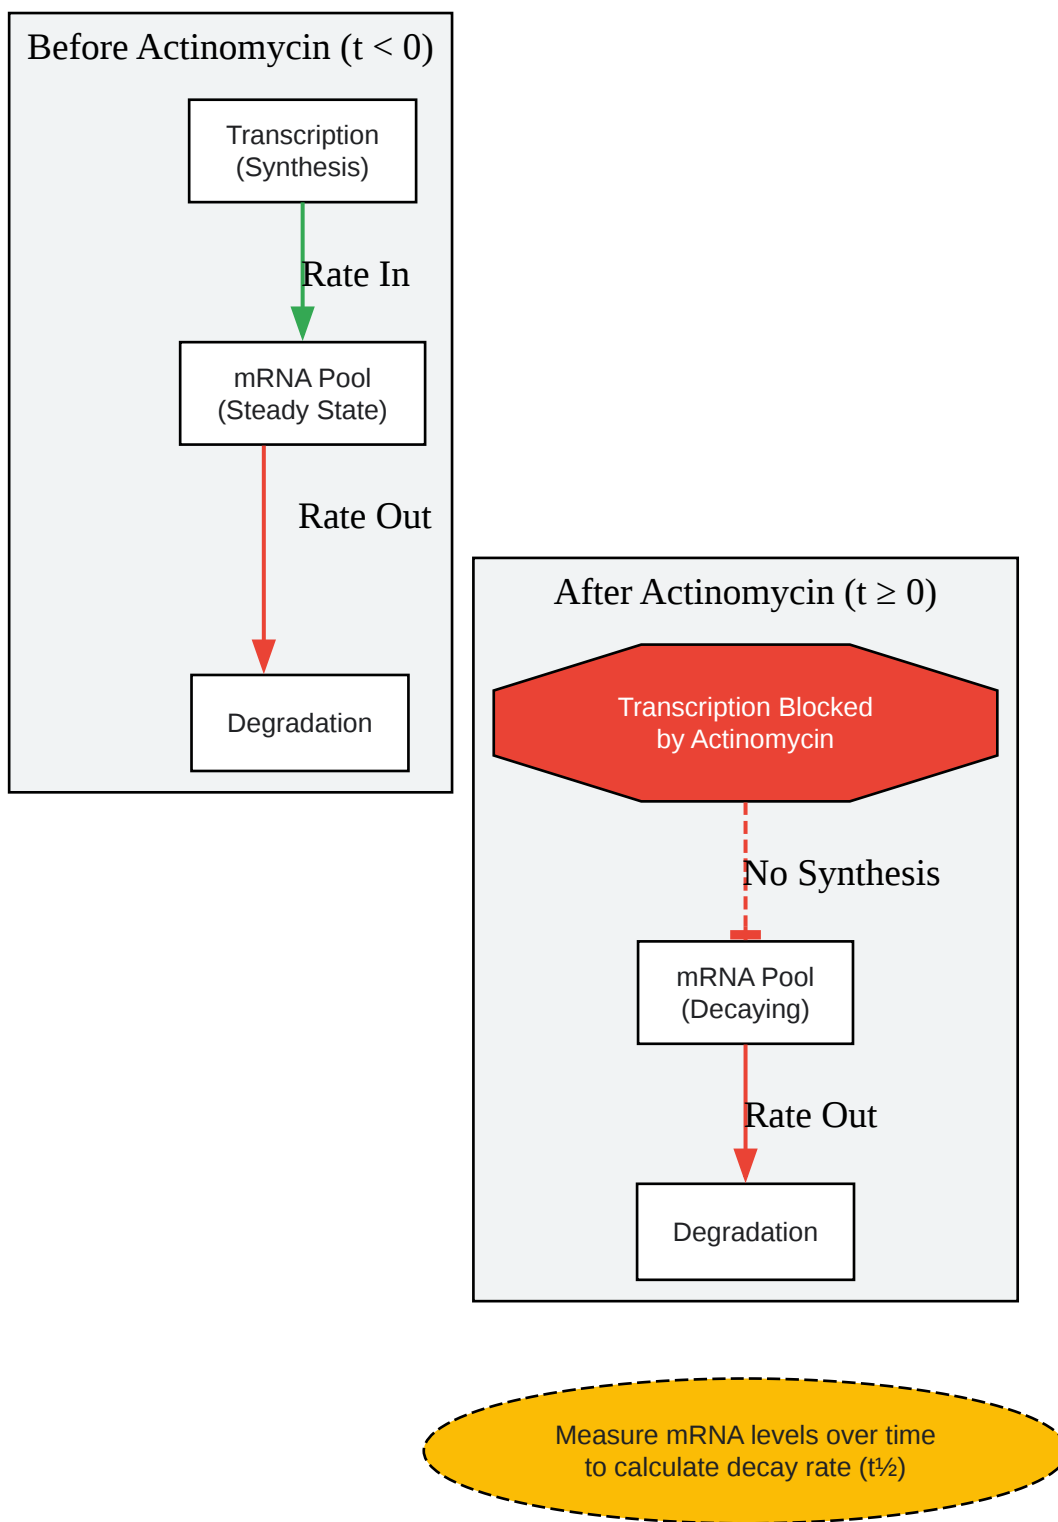 Before Actinomycin (t < 0)
Transcription
(Synthesis)
Rate In
mRNA Pool
(Steady State)
Rate Out
Degradation
After Actinomycin (t ≥ 0)
Transcription Blocked
by Actinomycin
No Synthesis
mRNA Pool
(Decaying)
Rate Out
Degradation
Measure mRNA levels over time
to calculate decay rate (t½)